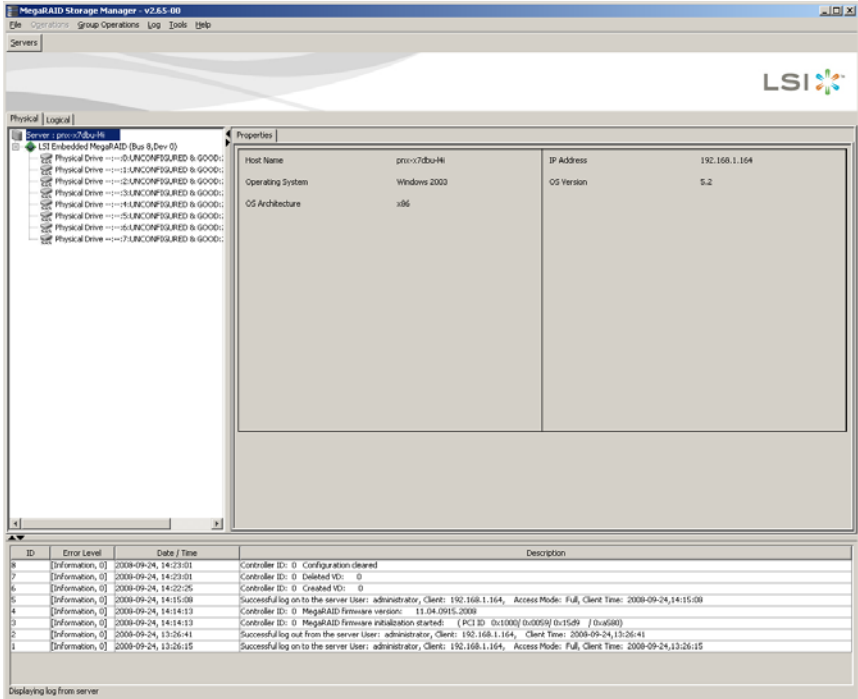 MegaRAID Storage Manager - v2.65-00
File Operations Group Operations Log Tools Help
Servers
LSI
Physical Logical
Server : pnx-x7dbu-Hi
LSI Embedded MegaRAID (Bus 8,Dev 0)
Physical Drive --:--:0:UNCONFIGURED & GOOD:
Physical Drive --:--:1:UNCONFIGURED & GOOD:
Physical Drive --:--:2:UNCONFIGURED & GOOD:
Physical Drive --:--:3:UNCONFIGURED & GOOD:
Physical Drive --:--:4:UNCONFIGURED & GOOD:
Physical Drive --:--:5:UNCONFIGURED & GOOD:
Physical Drive --:--:6:UNCONFIGURED & GOOD:
Physical Drive --:--:7:UNCONFIGURED & GOOD:
Properties
Host Name pnx-x7dbu-Hi IP Address 192.168.1.164
Operating System Windows 2003 OS Version 5.2
OS Architecture x86
ID Error Level Date / Time Description
8 [Information, 0] 2008-09-24, 14:23:01 Controller ID: 0 Configuration cleared
7 [Information, 0] 2008-09-24, 14:23:01 Controller ID: 0 Deleted VD: 0
6 [Information, 0] 2008-09-24, 14:22:25 Controller ID: 0 Created VD: 0
5 [Information, 0] 2008-09-24, 14:15:08 Successful log on to the server User: administrator, Client: 192.168.1.164, Access Mode: Full, Client Time: 2008-09-24,14:15:08
4 [Information, 0] 2008-09-24, 14:14:13 Controller ID: 0 MegaRAID firmware version: 11.04.0915.2008
3 [Information, 0] 2008-09-24, 14:14:13 Controller ID: 0 MegaRAID firmware initialization started: ( PCI ID 0x1000/ 0x0059/ 0x15d9 / 0xa580)
2 [Information, 0] 2008-09-24, 13:26:41 Successful log out from the server User: administrator, Client: 192.168.1.164, Client Time: 2008-09-24,13:26:41
1 [Information, 0] 2008-09-24, 13:26:15 Successful log on to the server User: administrator, Client: 192.168.1.164, Access Mode: Full, Client Time: 2008-09-24,13:26:15
Displaying log from server